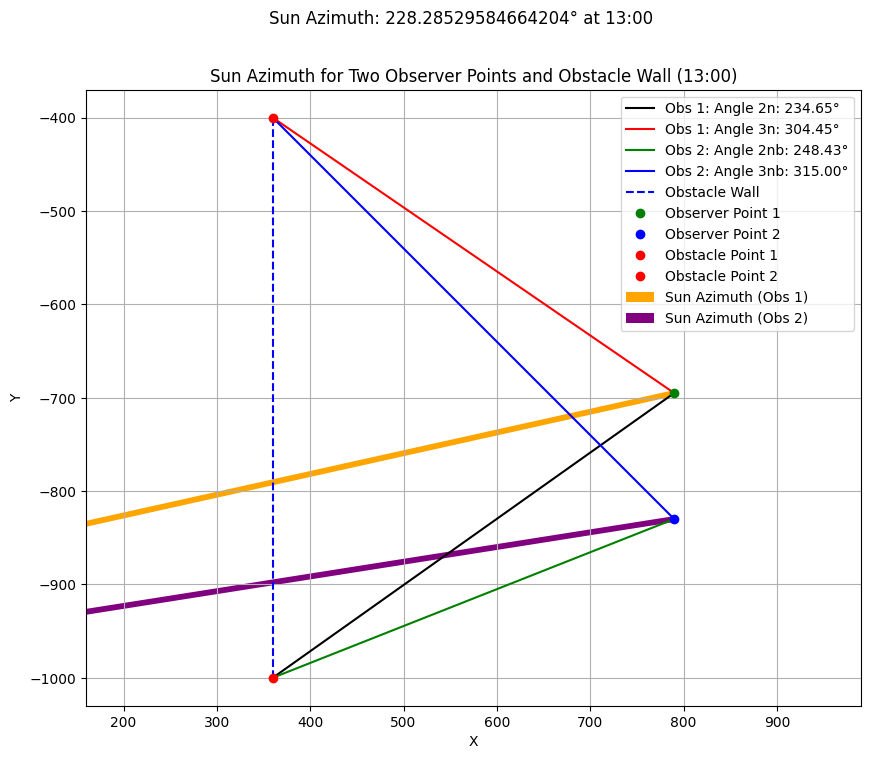 Sun Azimuth: 228.28529584664204° at 13:00
Sun Azimuth for Two Observer Points and Obstacle Wall (13:00)
Obs 1: Angle 2n: 234.65°
Obs 1: Angle 3n: 304.45°
Obs 2: Angle 2nb: 248.43°
Obs 2: Angle 3nb: 315.00°
Obstacle Wall
Observer Point 1
Observer Point 2
Obstacle Point 1
Obstacle Point 2
Sun Azimuth (Obs 1)
Sun Azimuth (Obs 2)
Y
−400
−500
−600
−700
−800
−900
−1000
200 300 400 500 600 700 800 900
X